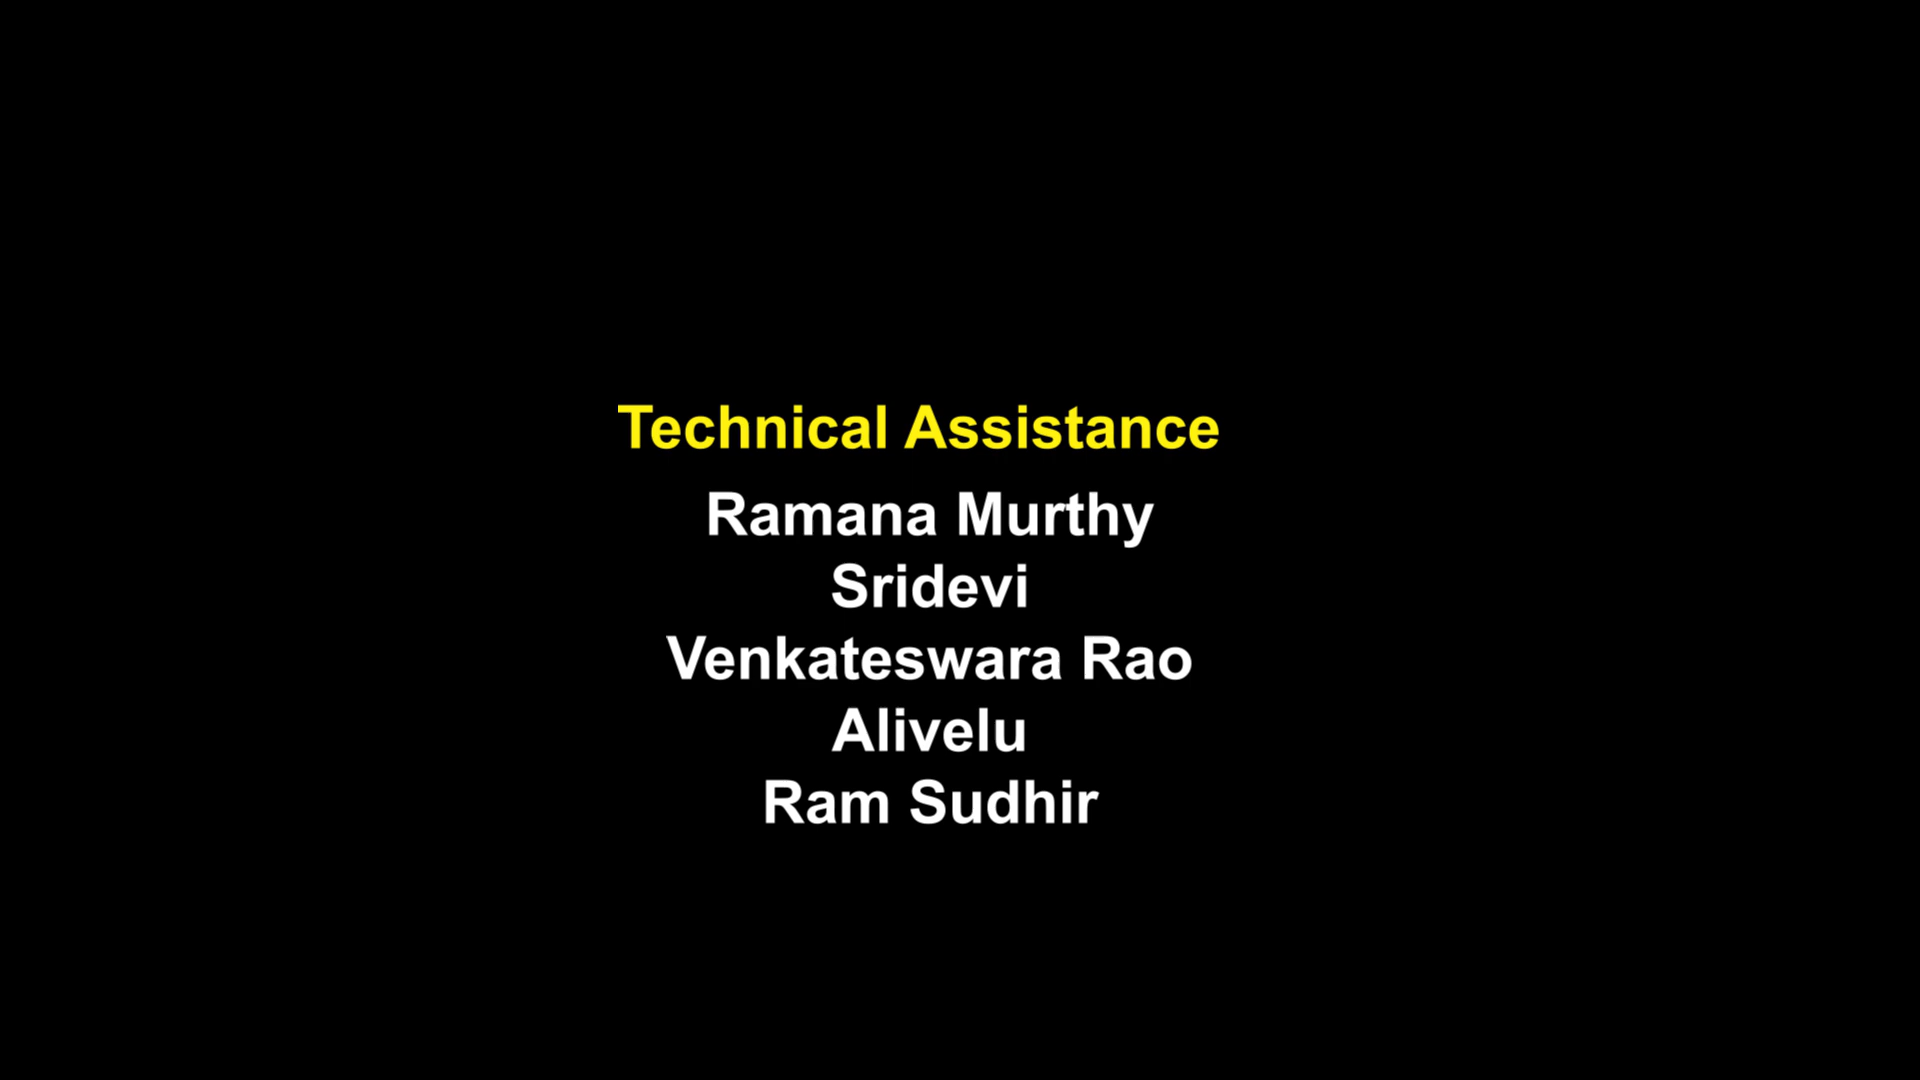 Technical Assistance
Ramana Murthy
Sridevi
Venkateswara Rao
Alivelu
Ram Sudhir